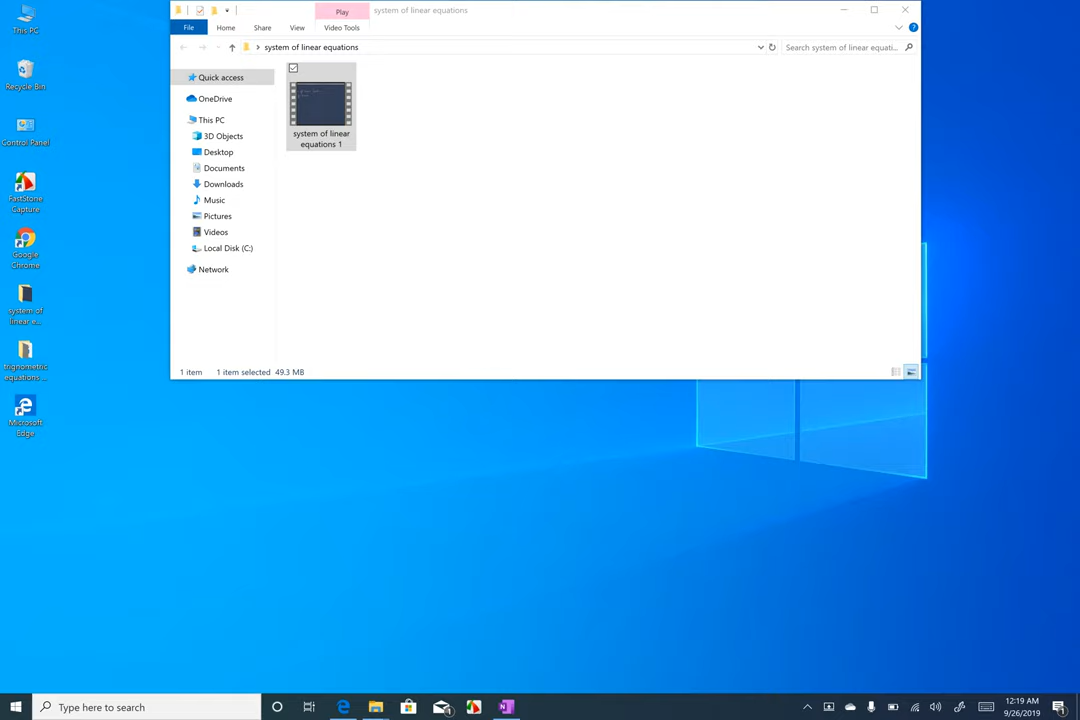 Play
system of linear equations
File
Home
Share
View
Video Tools
system of linear equations
Search system of linear equati...
Quick access
OneDrive
This PC
3D Objects
Desktop
Documents
Downloads
Music
Pictures
Videos
Local Disk (C:)
Network
system of linear
equations 1
1 item
1 item selected
49.3 MB
This PC
Recycle Bin
Control Panel
FastStone
Capture
Google
Chrome
system of
linear e...
trignometric
equations ...
Microsoft
Edge
Type here to search
12:19 AM
9/26/2019